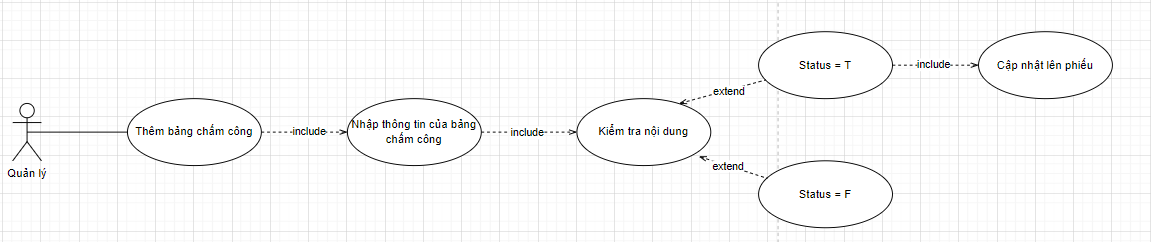 Status = T
include
Cập nhật lên phiếu
extend
Thêm bảng chấm công
include
Nhập thông tin của bảng
chấm công
include
Kiểm tra nội dung
Quản lý
extend
Status = F